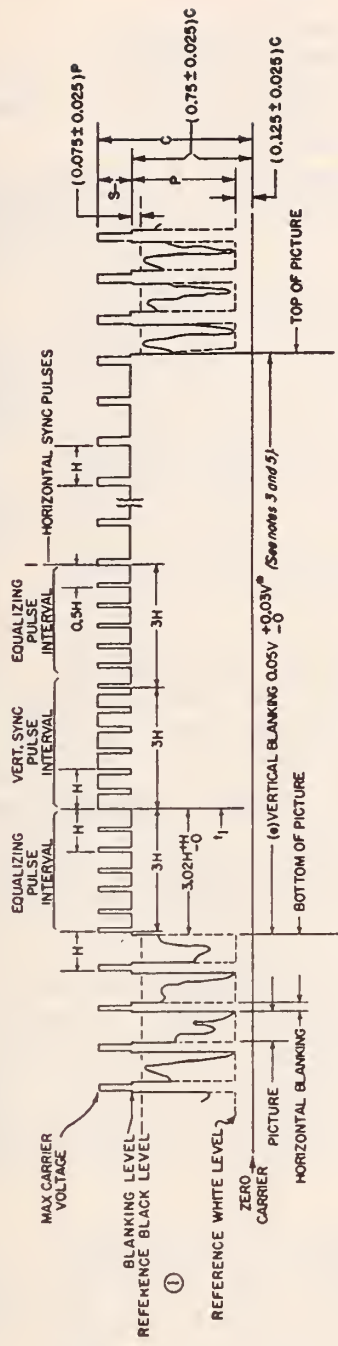 EQUALIZING
PULSE
INTERVAL
VERT. SYNC
PULSE
INTERVAL
EQUALIZING
PULSE
INTERVAL
HORIZONTAL SYNC PULSES
MAX CARRIER
VOLTAGE
H
H
H
0.5H
H
(0.075 ± 0.025) P
S
C
P
(0.75 ± 0.025) C
(0.125 ± 0.025) C
BLANKING LEVEL
REFERENCE BLACK LEVEL
①
REFERENCE WHITE LEVEL
3H
3H
3H
3.02H +H -0
t₁
ZERO
CARRIER
PICTURE
HORIZONTAL BLANKING
(e) VERTICAL BLANKING 0.05V +0.03V -0 (See notes 3 and 5)
BOTTOM OF PICTURE
TOP OF PICTURE